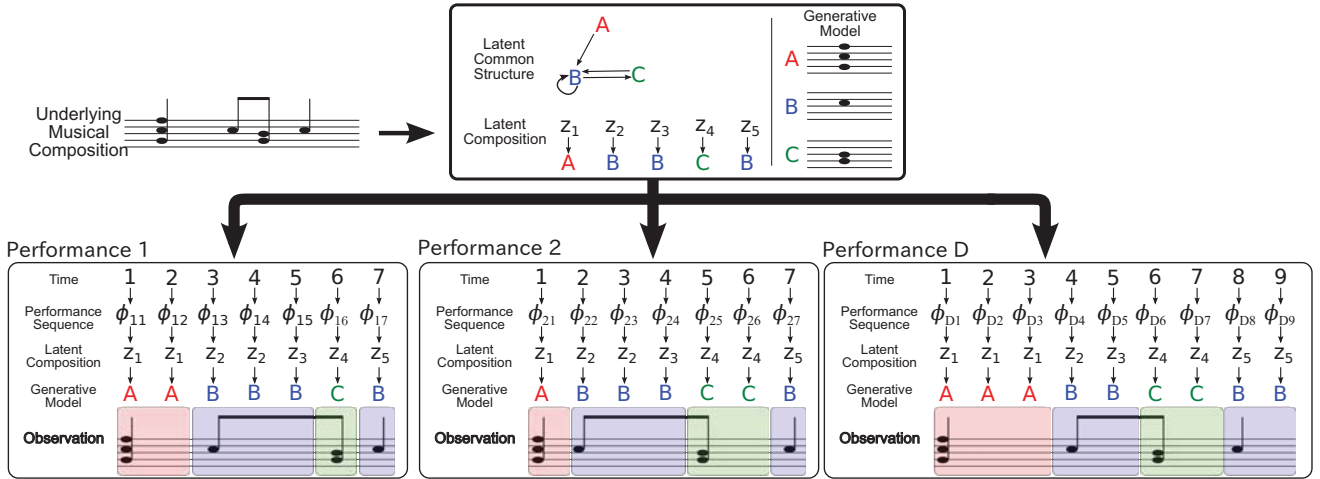 Underlying
Musical
Composition
Latent
Common
Structure
A
B
C
Latent
Composition
z1 z2 z3 z4 z5
A B B C B
Generative
Model
A
B
C
Performance 1
Time 1 2 3 4 5 6 7
Performance
Sequence
ϕ11 ϕ12 ϕ13 ϕ14 ϕ15 ϕ16 ϕ17
Latent
Composition
z1 z1 z2 z2 z3 z4 z5
Generative
Model
A A B B B C B
Observation
Performance 2
Time 1 2 3 4 5 6 7
Performance
Sequence
ϕ21 ϕ22 ϕ23 ϕ24 ϕ25 ϕ26 ϕ27
Latent
Composition
z1 z2 z2 z3 z4 z4 z5
Generative
Model
A B B B C C B
Observation
Performance D
Time 1 2 3 4 5 6 7 8 9
Performance
Sequence
ϕD1 ϕD2 ϕD3 ϕD4 ϕD5 ϕD6 ϕD7 ϕD8 ϕD9
Latent
Composition
z1 z1 z1 z2 z3 z4 z4 z5 z5
Generative
Model
A A A B B C C B B
Observation